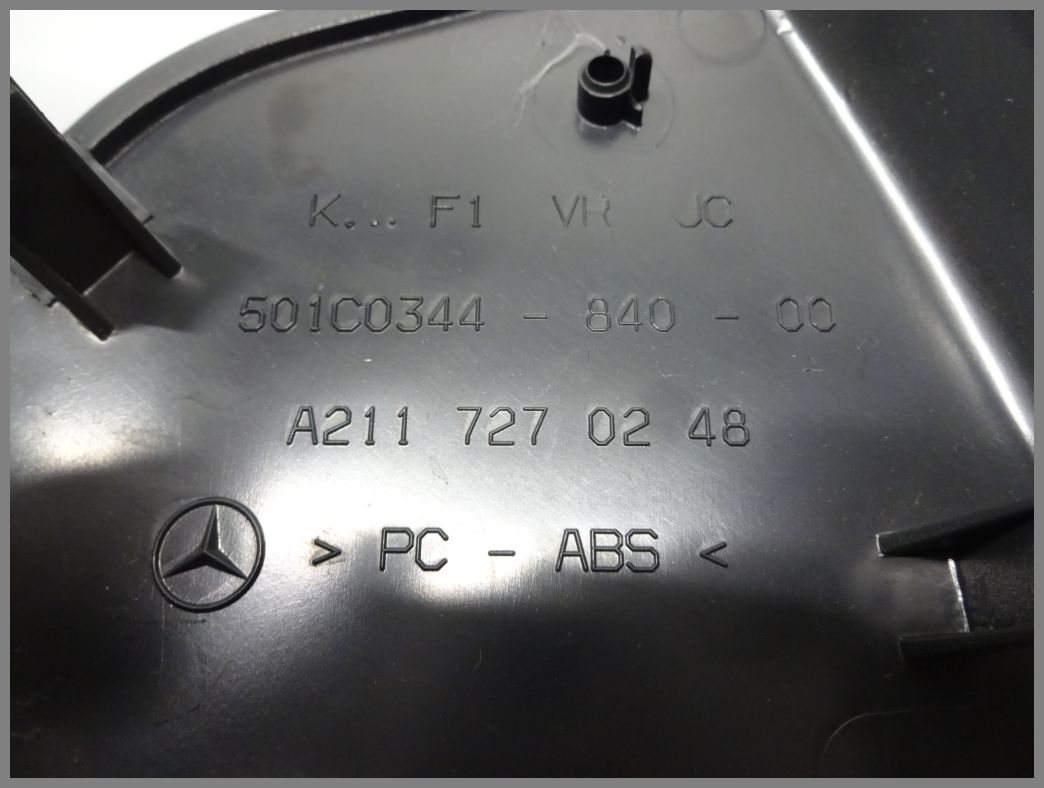 K... F1 VR JC
501C0344 - 840 - 00
A211 727 02 48
> PC - ABS <